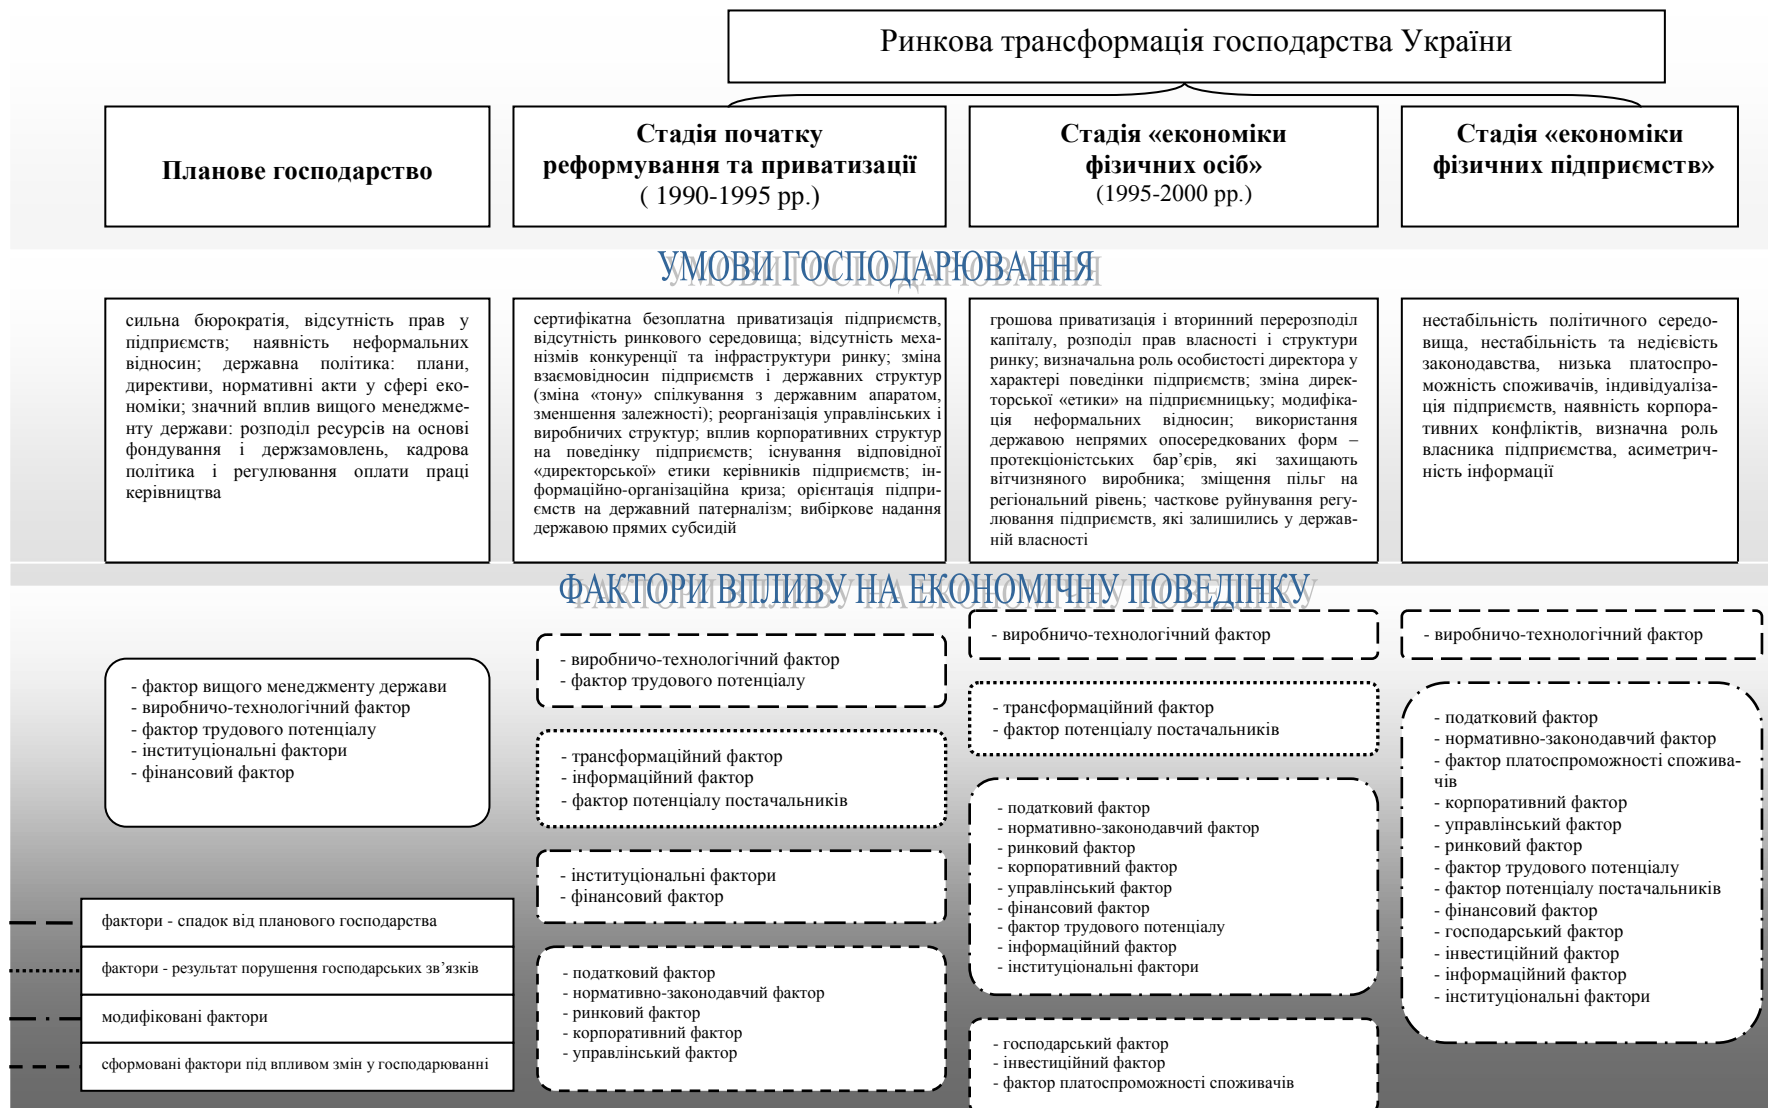 Ринкова трансформація господарства України
Планове господарство
Стадія початку
реформування та приватизації
( 1990-1995 рр.)
Стадія «економіки
фізичних осіб»
(1995-2000 рр.)
Стадія «економіки
фізичних підприємств»
УМОВИ ГОСПОДАРЮВАННЯ
сильна бюрократія, відсутність прав у
підприємств; наявність неформальних
відносин; державна політика: плани,
директиви, нормативні акти у сфері еко-
номіки; значний вплив вищого менеджме-
нту держави: розподіл ресурсів на основі
фондування і держзамовлень, кадрова
політика і регулювання оплати праці
керівництва
сертифікатна безоплатна приватизація підприємств,
відсутність ринкового середовища; відсутність меха-
нізмів конкуренції та інфраструктури ринку; зміна
взаємовідносин підприємств і державних структур
(зміна «тону» спілкування з державним апаратом,
зменшення залежності); реорганізація управлінських і
виробничих структур; вплив корпоративних структур
на поведінку підприємств; існування відповідної
«директорської» етики керівників підприємств; ін-
формаційно-організаційна криза; орієнтація підпри-
ємств на державний патерналізм; вибіркове надання
державою прямих субсидій
грошова приватизація і вторинний перерозподіл
капіталу, розподіл прав власності і структури
ринку; визначальна роль особистості директора у
характері поведінки підприємств; зміна дирек-
торської «етики» на підприємницьку; модифіка-
ція неформальних відносин; використання
державою непрямих опосередкованих форм –
протекціоністських бар’єрів, які захищають
вітчизняного виробника; зміщення пільг на
регіональний рівень; часткове руйнування регу-
лювання підприємств, які залишились у держав-
ній власності
нестабільність політичного середо-
вища, нестабільність та недієвість
законодавства, низька платоспро-
можність споживачів, індивідуаліза-
ція підприємств, наявність корпора-
тивних конфліктів, визначна роль
власника підприємства, асиметрич-
ність інформації
ФАКТОРИ ВПЛИВУ НА ЕКОНОМІЧНУ ПОВЕДІНКУ
- фактор вищого менеджменту держави
- виробничо-технологічний фактор
- фактор трудового потенціалу
- інституціональні фактори
- фінансовий фактор
фактори - спадок від планового господарства
фактори - результат порушення господарських зв’язків
модифіковані фактори
сформовані фактори під впливом змін у господарюванні
- виробничо-технологічний фактор
- фактор трудового потенціалу
- трансформаційний фактор
- інформаційний фактор
- фактор потенціалу постачальників
- інституціональні фактори
- фінансовий фактор
- податковий фактор
- нормативно-законодавчий фактор
- ринковий фактор
- корпоративний фактор
- управлінський фактор
- виробничо-технологічний фактор
- трансформаційний фактор
- фактор потенціалу постачальників
- податковий фактор
- нормативно-законодавчий фактор
- ринковий фактор
- корпоративний фактор
- управлінський фактор
- фінансовий фактор
- фактор трудового потенціалу
- інформаційний фактор
- інституціональні фактори
- господарський фактор
- інвестиційний фактор
- фактор платоспроможності споживачів
- виробничо-технологічний фактор
- податковий фактор
- нормативно-законодавчий фактор
- фактор платоспроможності спожива-
чів
- корпоративний фактор
- управлінський фактор
- ринковий фактор
- фактор трудового потенціалу
- фактор потенціалу постачальників
- фінансовий фактор
- господарський фактор
- інвестиційний фактор
- інформаційний фактор
- інституціональні фактори